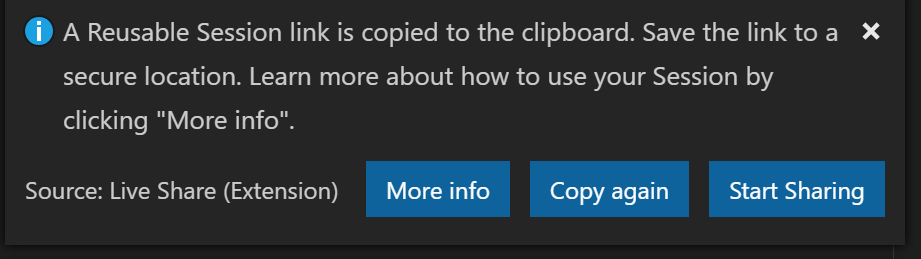 A Reusable Session link is copied to the clipboard. Save the link to a
secure location. Learn more about how to use your Session by
clicking "More info".
Source: Live Share (Extension) More info Copy again Start Sharing